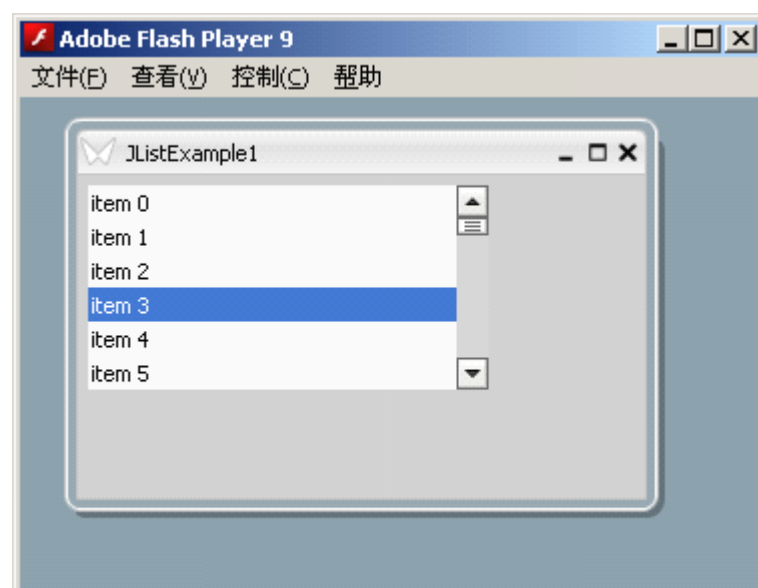 Adobe Flash Player 9
文件(F) 查看(V) 控制(C) 帮助
JListExample1
item 0
item 1
item 2
item 3
item 4
item 5